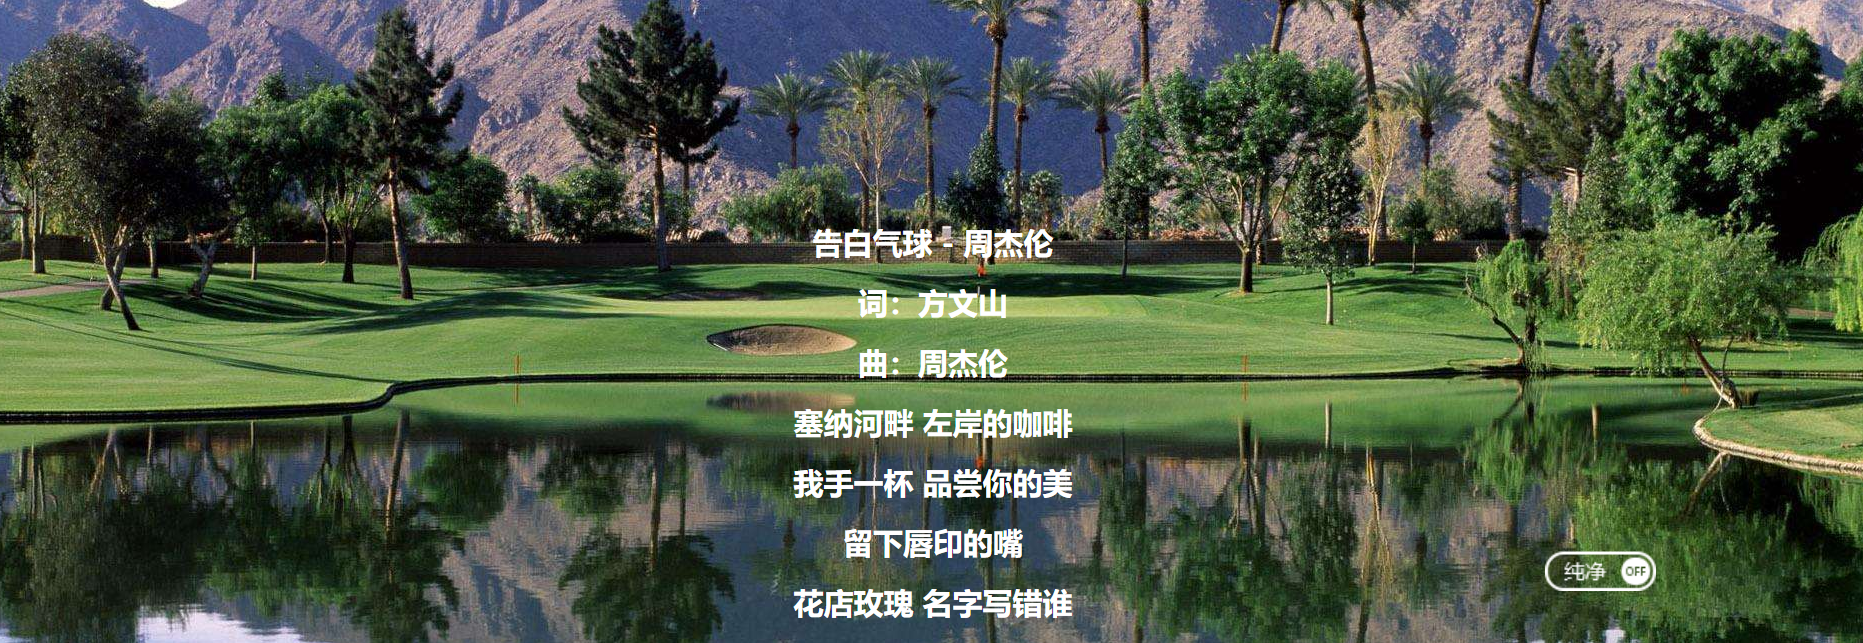 告白气球 - 周杰伦
词：方文山
曲：周杰伦
塞纳河畔 左岸的咖啡
我手一杯 品尝你的美
留下唇印的嘴
纯净 OFF
花店玫瑰 名字写错谁